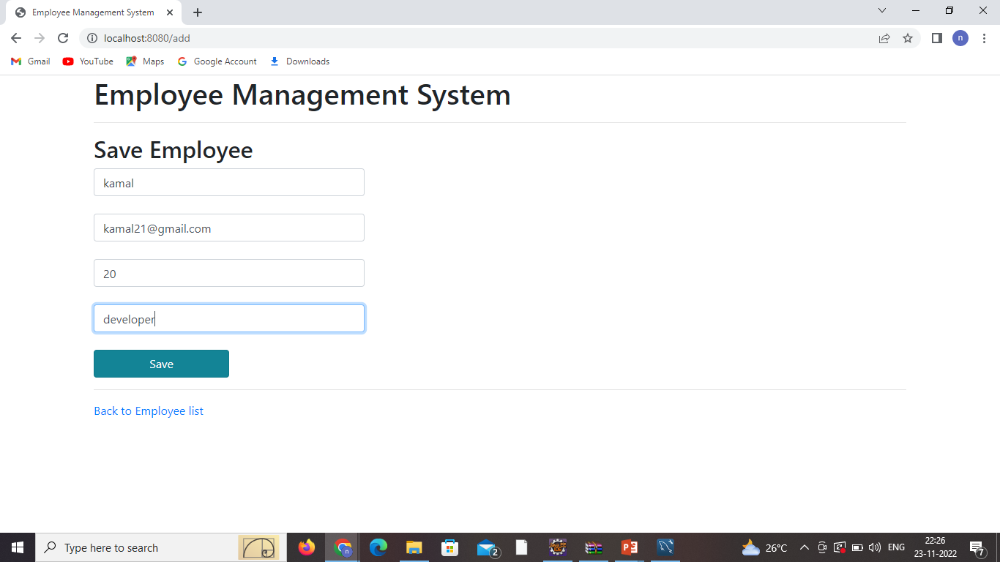 Employee Management System
localhost:8080/add
n
Gmail YouTube Maps Google Account Downloads
Employee Management System
Save Employee
kamal
kamal21@gmail.com
20
developer
Save
Back to Employee list
Type here to search
2
26°C
ENG
22:26
23-11-2022
7